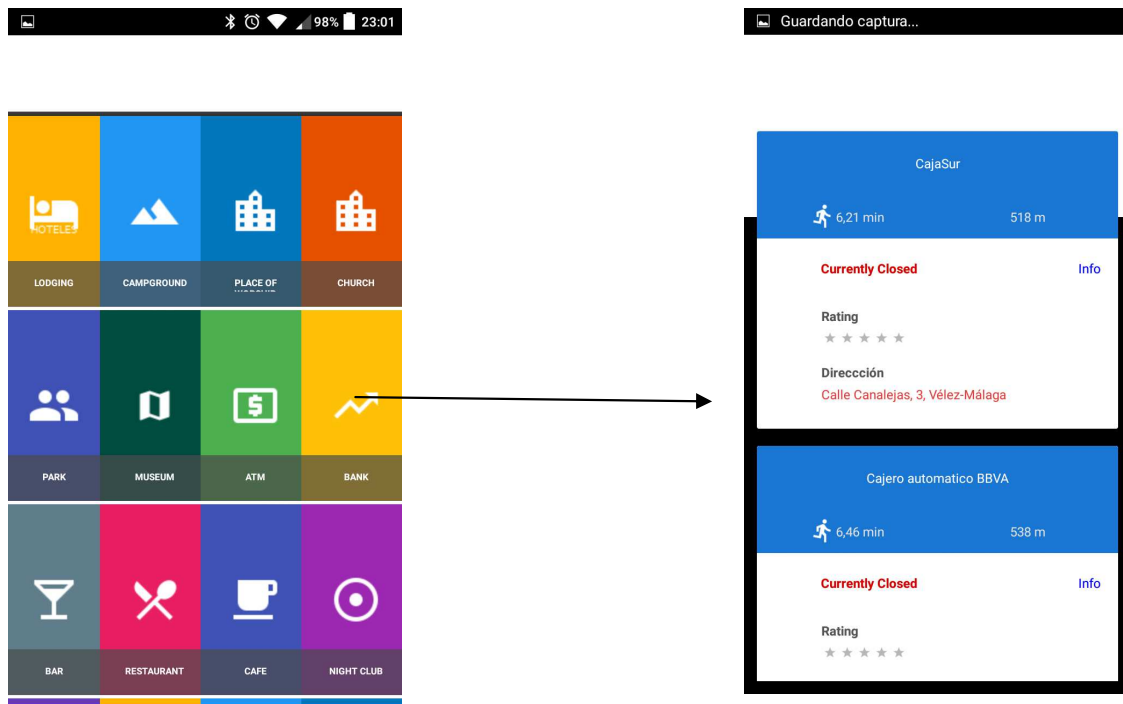 98% 23:01
HOTELES
LODGING
CAMPGROUND
PLACE OF
CHURCH
PARK
MUSEUM
ATM
BANK
BAR
RESTAURANT
CAFE
NIGHT CLUB
Guardando captura...
CajaSur
6,21 min 518 m
Currently Closed Info
Rating
Direccción
Calle Canalejas, 3, Vélez-Málaga
Cajero automatico BBVA
6,46 min 538 m
Currently Closed Info
Rating